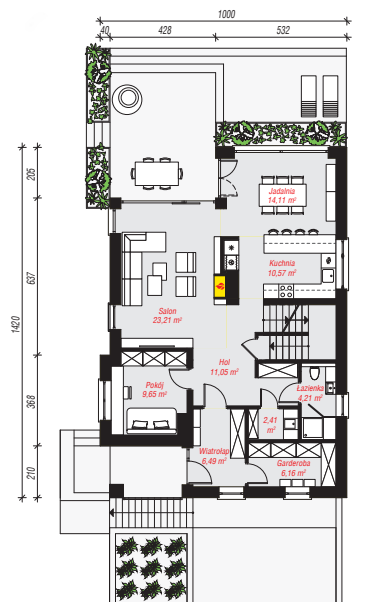 1000
40
428
532
205
637
1420
368
210
Jadalnia
14,11 m²
Kuchnia
10,57 m²
Salon
23,21 m²
Hol
11,05 m²
Pokój
9,65 m²
Łazienka
4,21 m²
2,41
m²
Wiatrołap
6,49 m²
Garderoba
6,16 m²